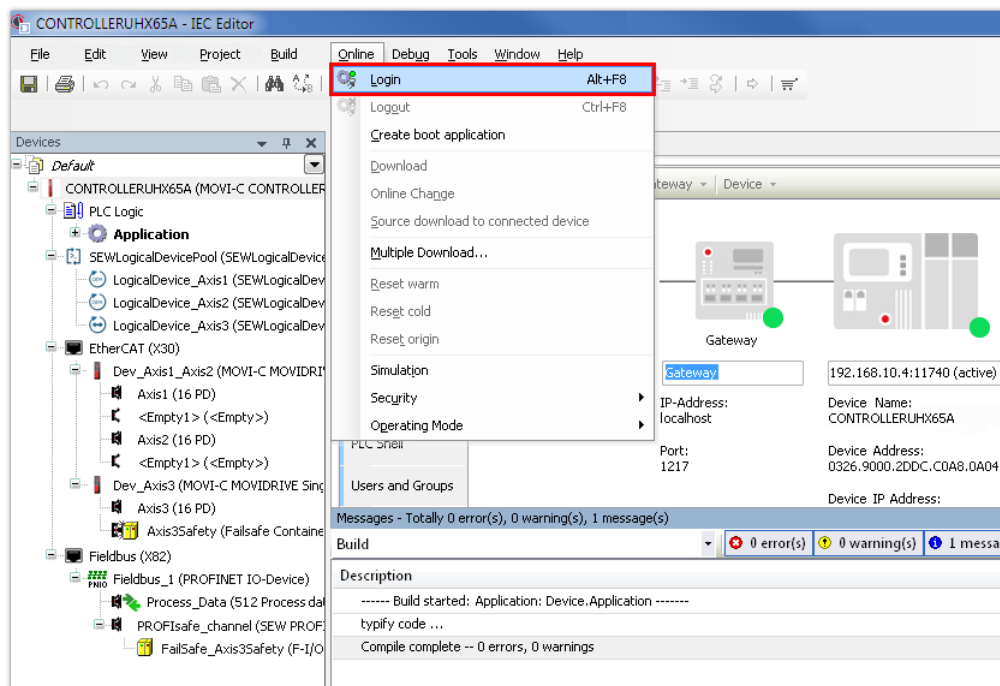 CONTROLLERUHX65A - IEC Editor
File Edit View Project Build Online Debug Tools Window Help
Login Alt+F8
Logout Ctrl+F8
Create boot application
Download
Online Change
Source download to connected device
Multiple Download...
Reset warm
Reset cold
Reset origin
Simulation
Security
Operating Mode
Devices
Default
CONTROLLERUHX65A (MOVI-C CONTROLLER
PLC Logic
Application
SEWLogicalDevicePool (SEWLogicalDevice
LogicalDevice_Axis1 (SEWLogicalDev
LogicalDevice_Axis2 (SEWLogicalDev
LogicalDevice_Axis3 (SEWLogicalDev
EtherCAT (X30)
Dev_Axis1_Axis2 (MOVI-C MOVIDRI
Axis1 (16 PD)
<Empty1> (<Empty>)
Axis2 (16 PD)
<Empty1> (<Empty>)
Dev_Axis3 (MOVI-C MOVIDRIVE Sing
Axis3 (16 PD)
Axis3Safety (Failsafe Containe
Fieldbus (X82)
PNIO
Fieldbus_1 (PROFINET IO-Device)
Process_Data (512 Process dat
PROFIsafe_channel (SEW PROFI
FailSafe_Axis3Safety (F-I/O
teway Device
Gateway
Gateway
192.168.10.4:11740 (active)
IP-Address:
localhost
Device Name:
CONTROLLERUHX65A
Port:
1217
Device Address:
0326.9000.2DDC.C0A8.0A04
Device IP Address:
PLC Shell
Users and Groups
Messages - Totally 0 error(s), 0 warning(s), 1 message(s)
Build 0 error(s) 0 warning(s) 1 messa
Description
------ Build started: Application: Device.Application -------
typify code ...
Compile complete -- 0 errors, 0 warnings